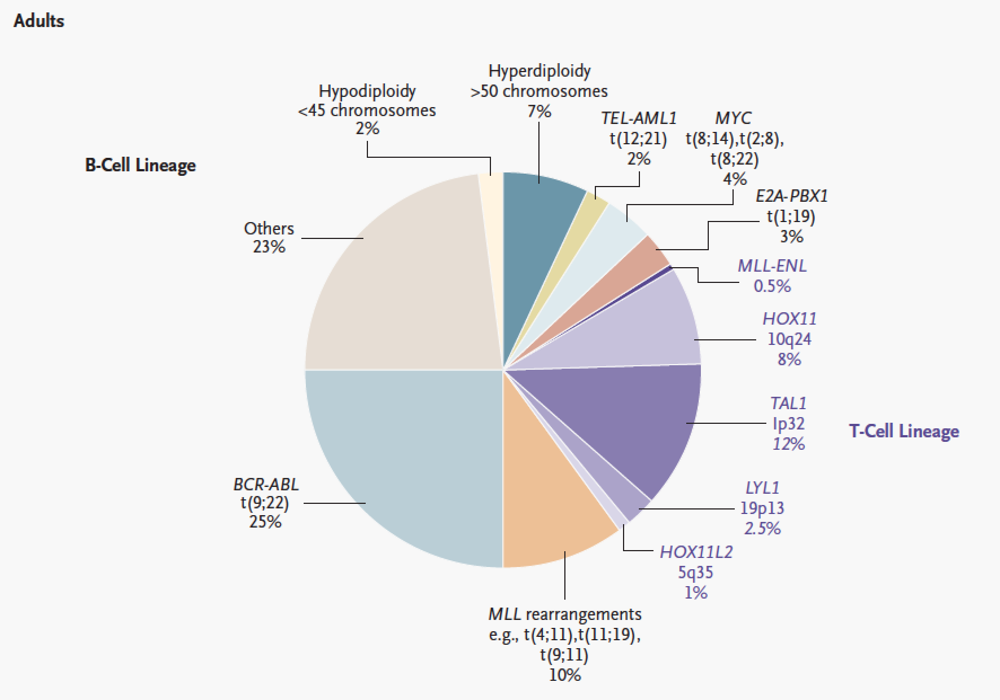 Adults
Hyperdiploidy
>50 chromosomes
7%
Hypodiploidy
<45 chromosomes
2%
TEL-AML1
t(12;21)
2%
MYC
t(8;14),t(2;8),
t(8;22)
4%
B-Cell Lineage
E2A-PBX1
t(1;19)
3%
Others
23%
MLL-ENL
0.5%
HOX11
10q24
8%
TAL1
lp32
12%
T-Cell Lineage
BCR-ABL
t(9;22)
25%
LYL1
19p13
2.5%
HOX11L2
5q35
1%
MLL rearrangements
e.g., t(4;11),t(11;19),
t(9;11)
10%